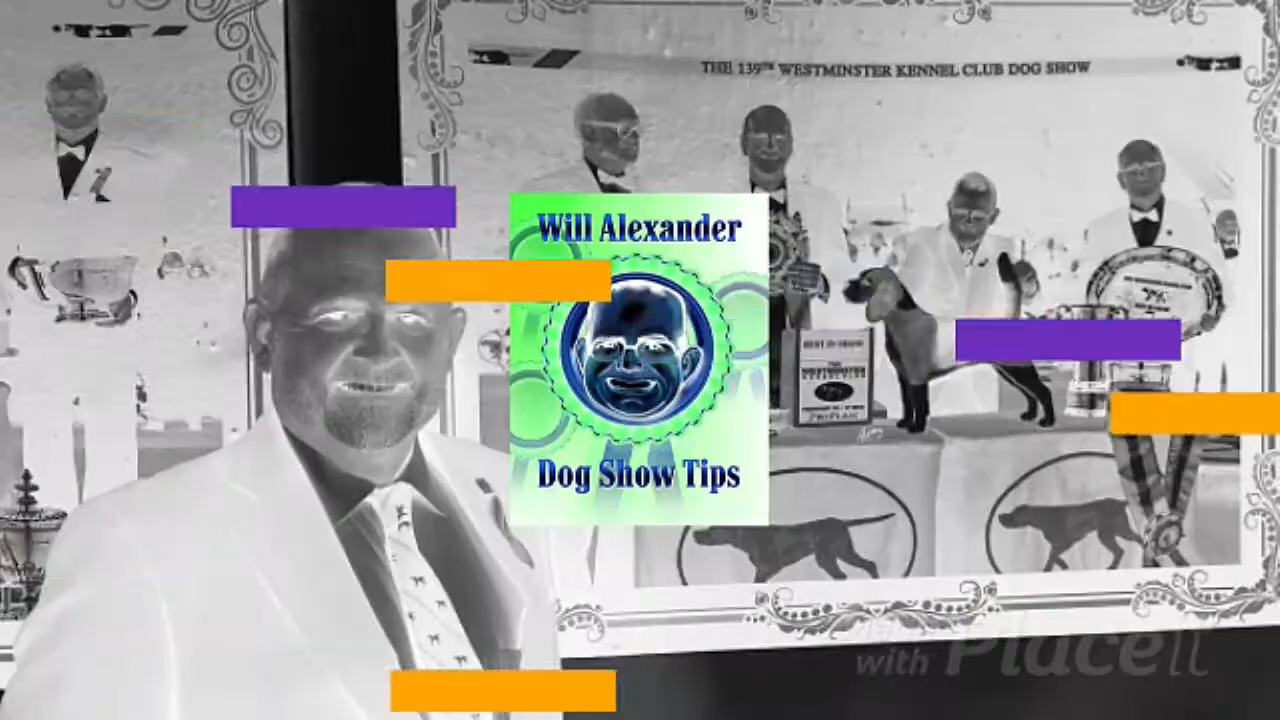 THE 139TH WESTMINSTER KENNEL CLUB DOG SHOW
Will Alexander
BEST IN SHOW
Dog Show Tips
with Placeit